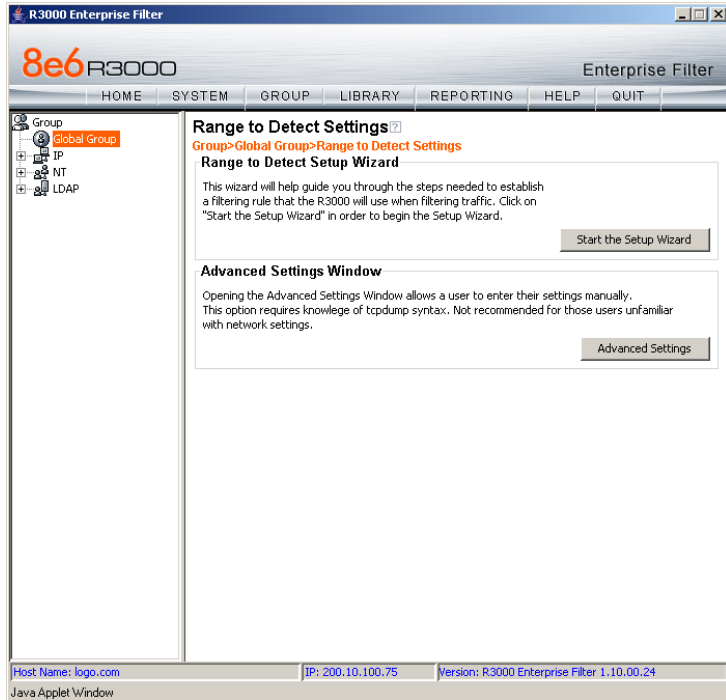 R3000 Enterprise Filter
8e6 R3000
Enterprise Filter
HOME SYSTEM GROUP LIBRARY REPORTING HELP QUIT
Group
Global Group
IP
NT
LDAP
Range to Detect Settings?
Group>Global Group>Range to Detect Settings
Range to Detect Setup Wizard
This wizard will help guide you through the steps needed to establish
a filtering rule that the R3000 will use when filtering traffic. Click on
"Start the Setup Wizard" in order to begin the Setup Wizard.
Start the Setup Wizard
Advanced Settings Window
Opening the Advanced Settings Window allows a user to enter their settings manually.
This option requires knowlege of tcpdump syntax. Not recommended for those users unfamiliar
with network settings.
Advanced Settings
Host Name: logo.com
IP: 200.10.100.75
Version: R3000 Enterprise Filter 1.10.00.24
Java Applet Window